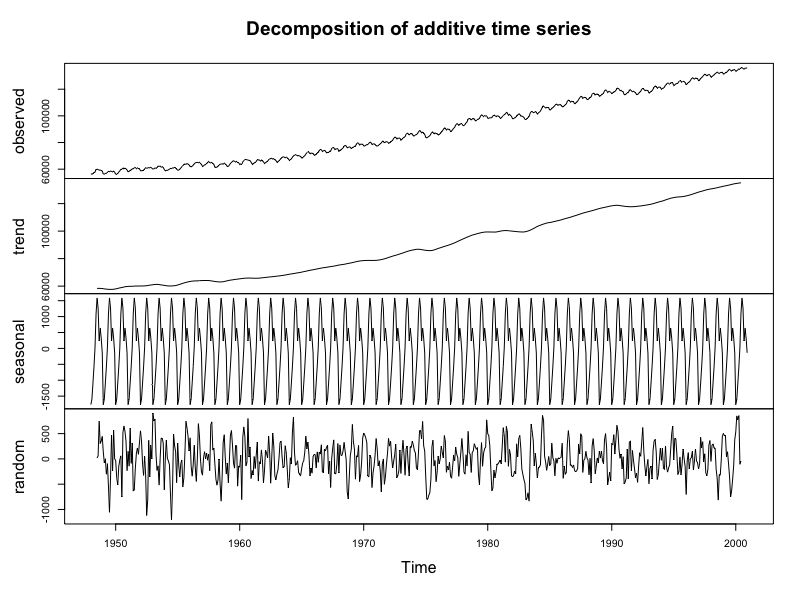 Decomposition of additive time series
observed
60000 100000
trend
60000 100000
seasonal
-1500 0 1000
random
-1000 0 500
1950 1960 1970 1980 1990 2000
Time